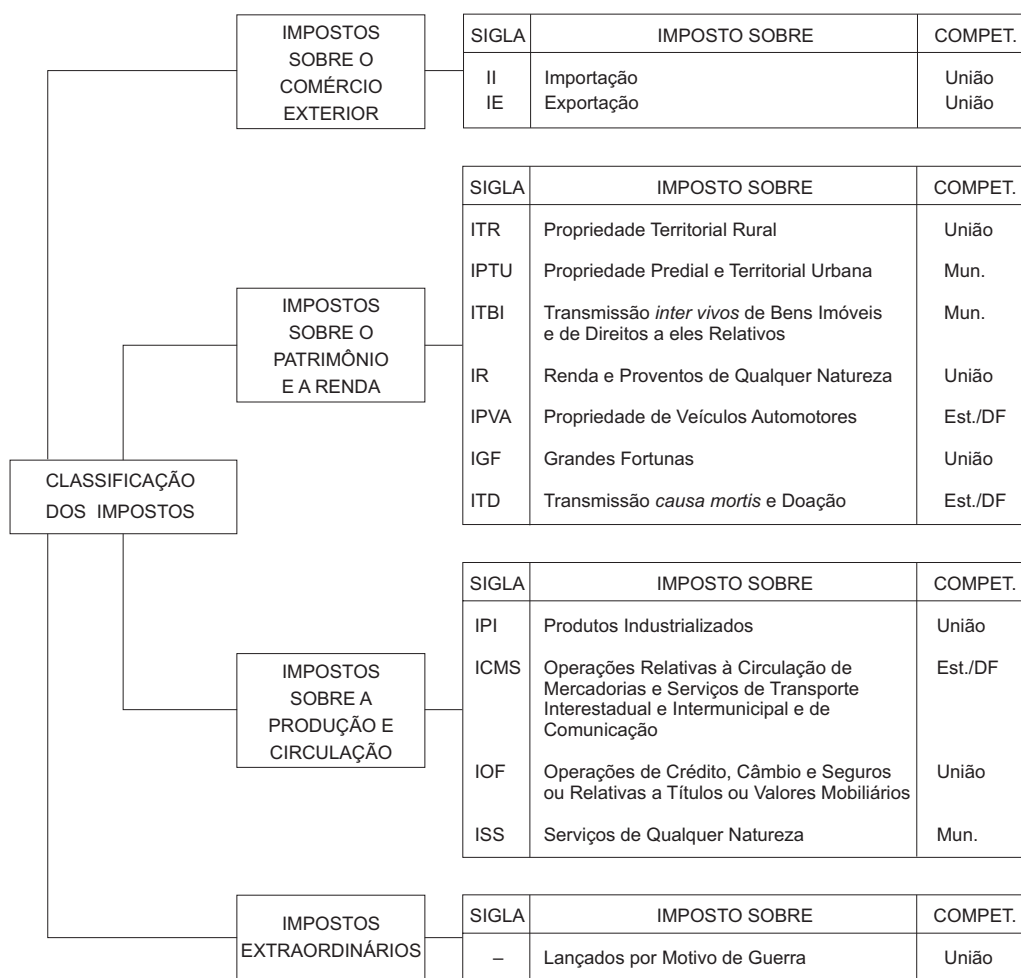 IMPOSTOS
SOBRE O
COMÉRCIO
EXTERIOR
SIGLA IMPOSTO SOBRE COMPET.
II Importação União
IE Exportação União
IMPOSTOS
SOBRE O
PATRIMÔNIO
E A RENDA
SIGLA IMPOSTO SOBRE COMPET.
ITR Propriedade Territorial Rural União
IPTU Propriedade Predial e Territorial Urbana Mun.
ITBI Transmissão inter vivos de Bens Imóveis Mun.
e de Direitos a eles Relativos
IR Renda e Proventos de Qualquer Natureza União
IPVA Propriedade de Veículos Automotores Est./DF
IGF Grandes Fortunas União
ITD Transmissão causa mortis e Doação Est./DF
CLASSIFICAÇÃO
DOS IMPOSTOS
IMPOSTOS
SOBRE A
PRODUÇÃO E
CIRCULAÇÃO
SIGLA IMPOSTO SOBRE COMPET.
IPI Produtos Industrializados União
ICMS Operações Relativas à Circulação de Est./DF
Mercadorias e Serviços de Transporte
Interestadual e Intermunicipal e de
Comunicação
IOF Operações de Crédito, Câmbio e Seguros União
ou Relativas a Títulos ou Valores Mobiliários
ISS Serviços de Qualquer Natureza Mun.
IMPOSTOS
EXTRAORDINÁRIOS
SIGLA IMPOSTO SOBRE COMPET.
– Lançados por Motivo de Guerra União